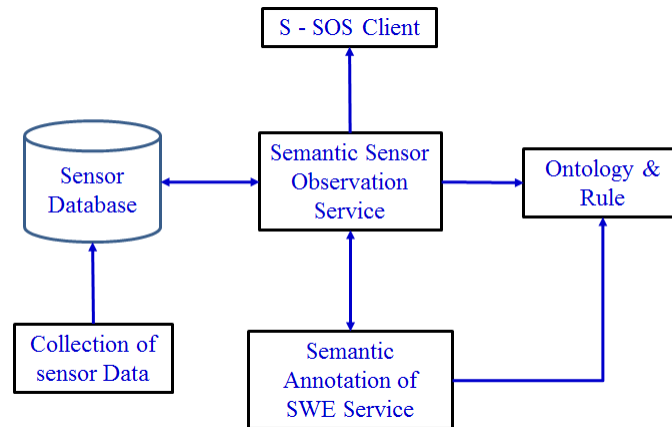 S - SOS Client
Sensor
Database
Semantic Sensor
Observation
Service
Ontology &
Rule
Collection of
sensor Data
Semantic
Annotation of
SWE Service